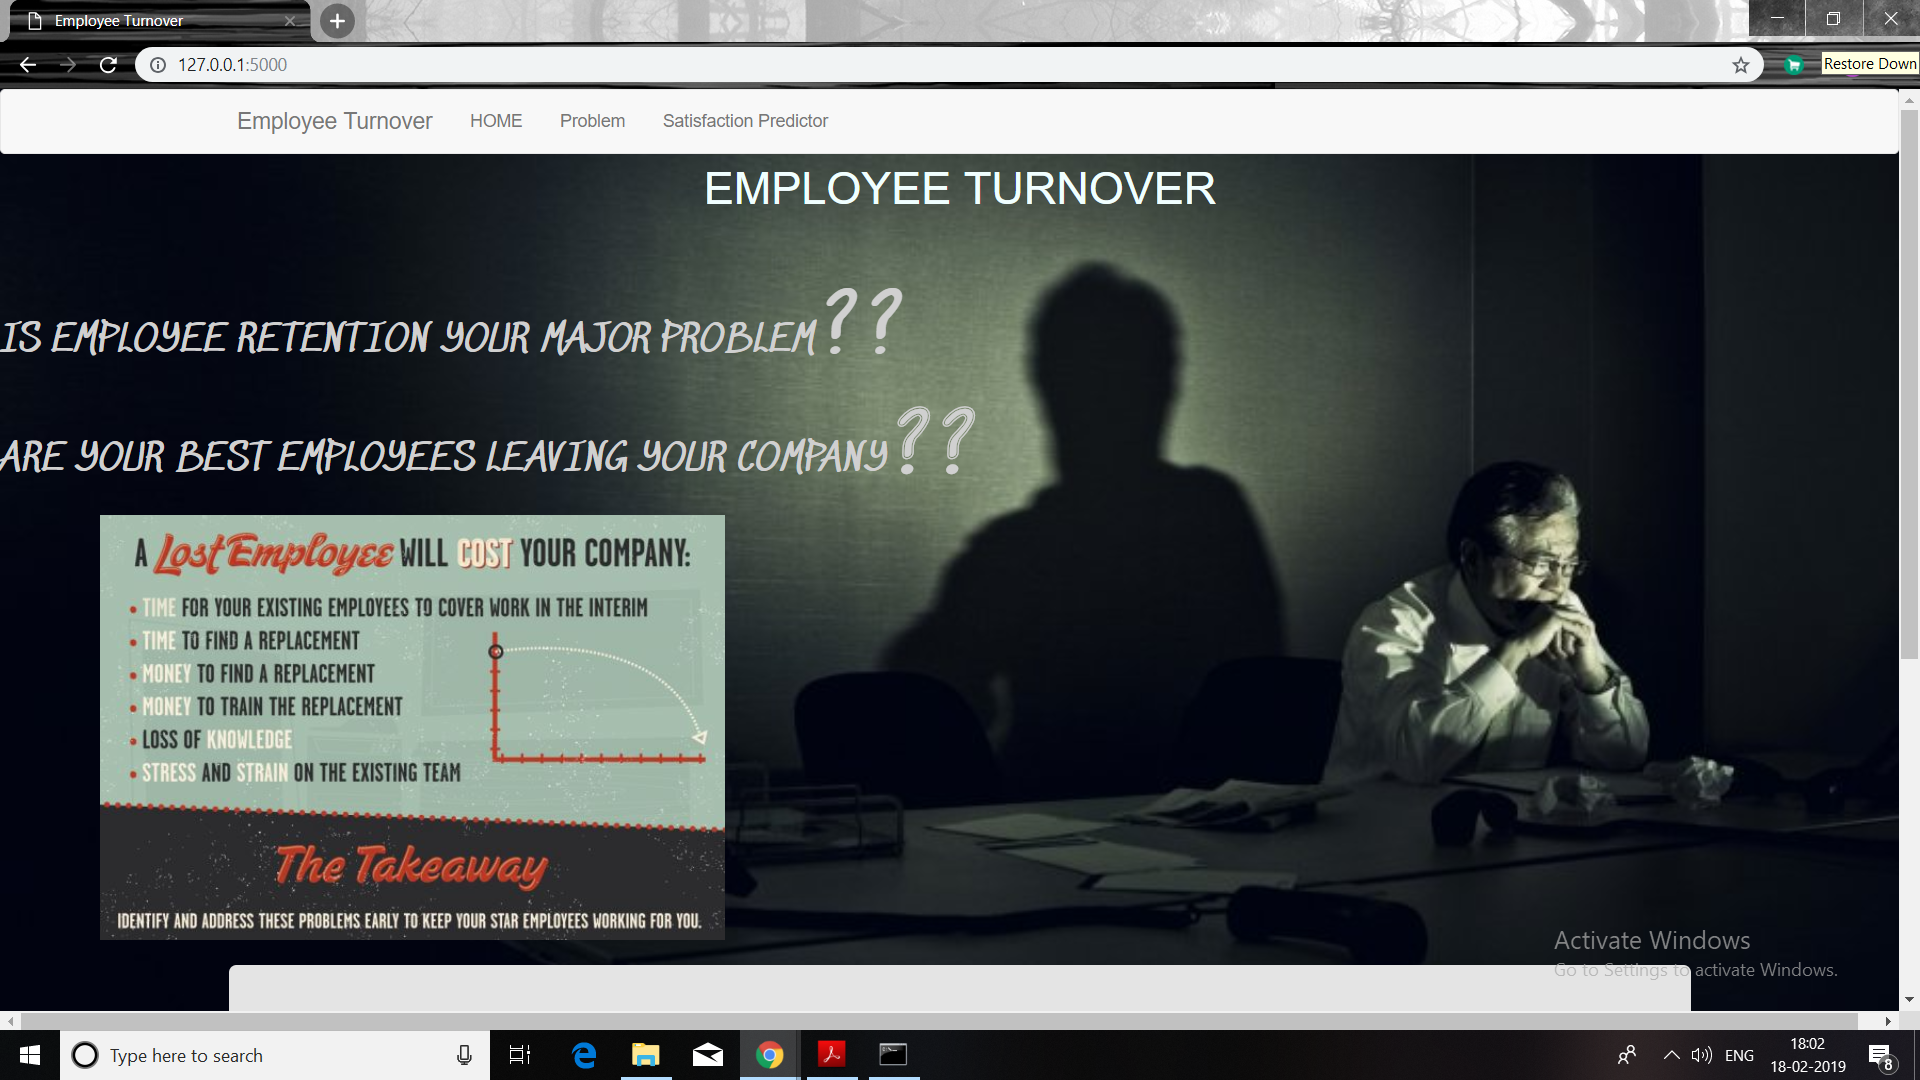 Employee Turnover
127.0.0.1:5000
Restore Down
Employee Turnover HOME Problem Satisfaction Predictor
EMPLOYEE TURNOVER
IS EMPLOYEE RETENTION YOUR MAJOR PROBLEM??
ARE YOUR BEST EMPLOYEES LEAVING YOUR COMPANY??
A Lost Employee WILL COST YOUR COMPANY:
• TIME FOR YOUR EXISTING EMPLOYEES TO COVER WORK IN THE INTERIM
• TIME TO FIND A REPLACEMENT
• MONEY TO FIND A REPLACEMENT
• MONEY TO TRAIN THE REPLACEMENT
• LOSS OF KNOWLEDGE
• STRESS AND STRAIN ON THE EXISTING TEAM
The Takeaway
IDENTIFY AND ADDRESS THESE PROBLEMS EARLY TO KEEP YOUR STAR EMPLOYEES WORKING FOR YOU.
Activate Windows
Go to Settings to activate Windows.
Type here to search
ENG
18:02
18-02-2019
8